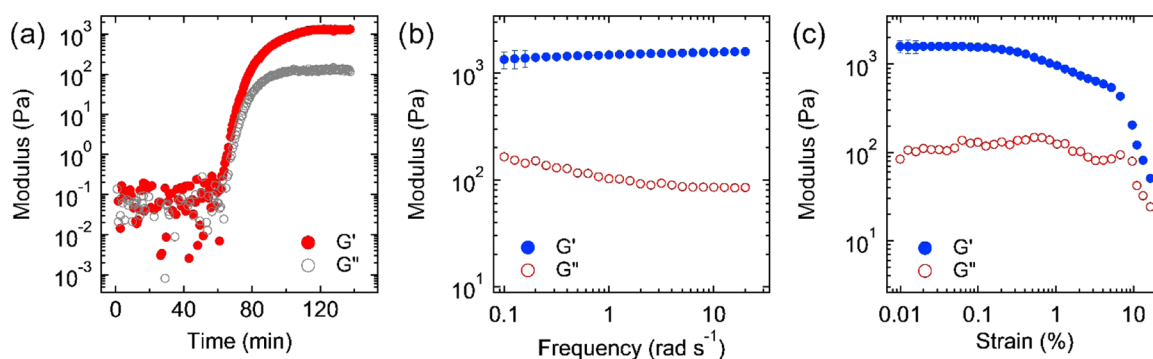 (a)
10³
10²
10¹
10⁰
10⁻¹
10⁻²
10⁻³
Modulus (Pa)
0 40 80 120
Time (min)
G'
G"
(b)
10³
10²
10¹
Modulus (Pa)
0.1 1 10
Frequency (rad s⁻¹)
G'
G"
(c)
10³
10²
10¹
Modulus (Pa)
0.01 0.1 1 10
Strain (%)
G'
G"